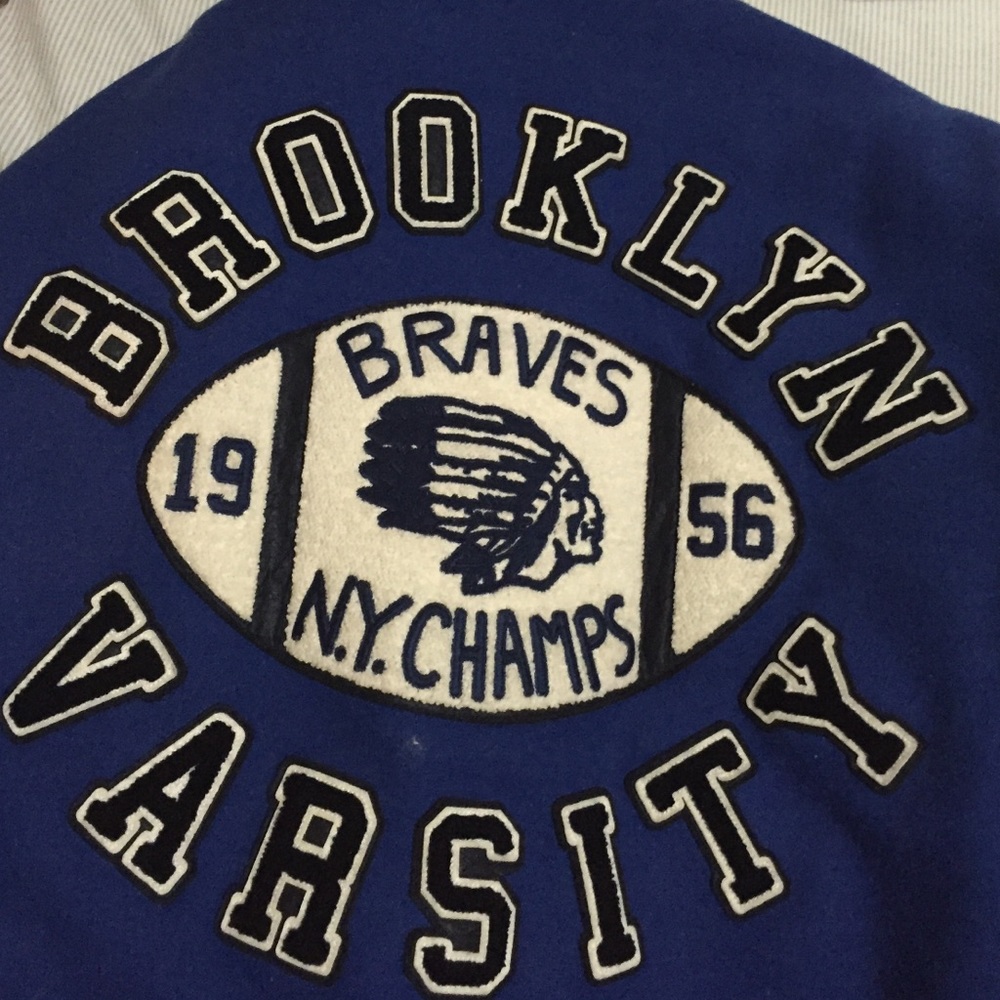 BROOKLYN
BRAVES
19 56
N.Y. CHAMPS
VARSITY